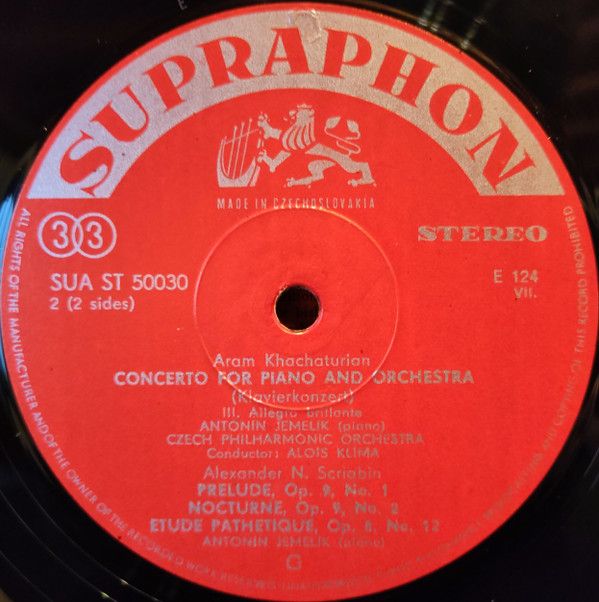 SUPRAPHON
MADE IN CZECHOSLOVAKIA
33
STEREO
SUA ST 50030
2 (2 sides)
E 124
VII.
Aram Khachaturian
CONCERTO FOR PIANO AND ORCHESTRA
(Klavierkonzert)
III. Allegro brillante
ANTONÍN JEMELÍK (piano)
CZECH PHILHARMONIC ORCHESTRA
Conductor: ALOIS KLÍMA
Alexander N. Scriabin
PRELUDE, Op. 9, No. 1
NOCTURNE, Op. 9, No. 2
ETUDE PATHETIQUE, Op. 8, No. 12
ANTONÍN JEMELÍK (piano)
G
ALL RIGHTS OF THE MANUFACTURER AND OF THE OWNER OF THE RECORDED WORK RESERVED COPYING OF THIS RECORD PROHIBITED